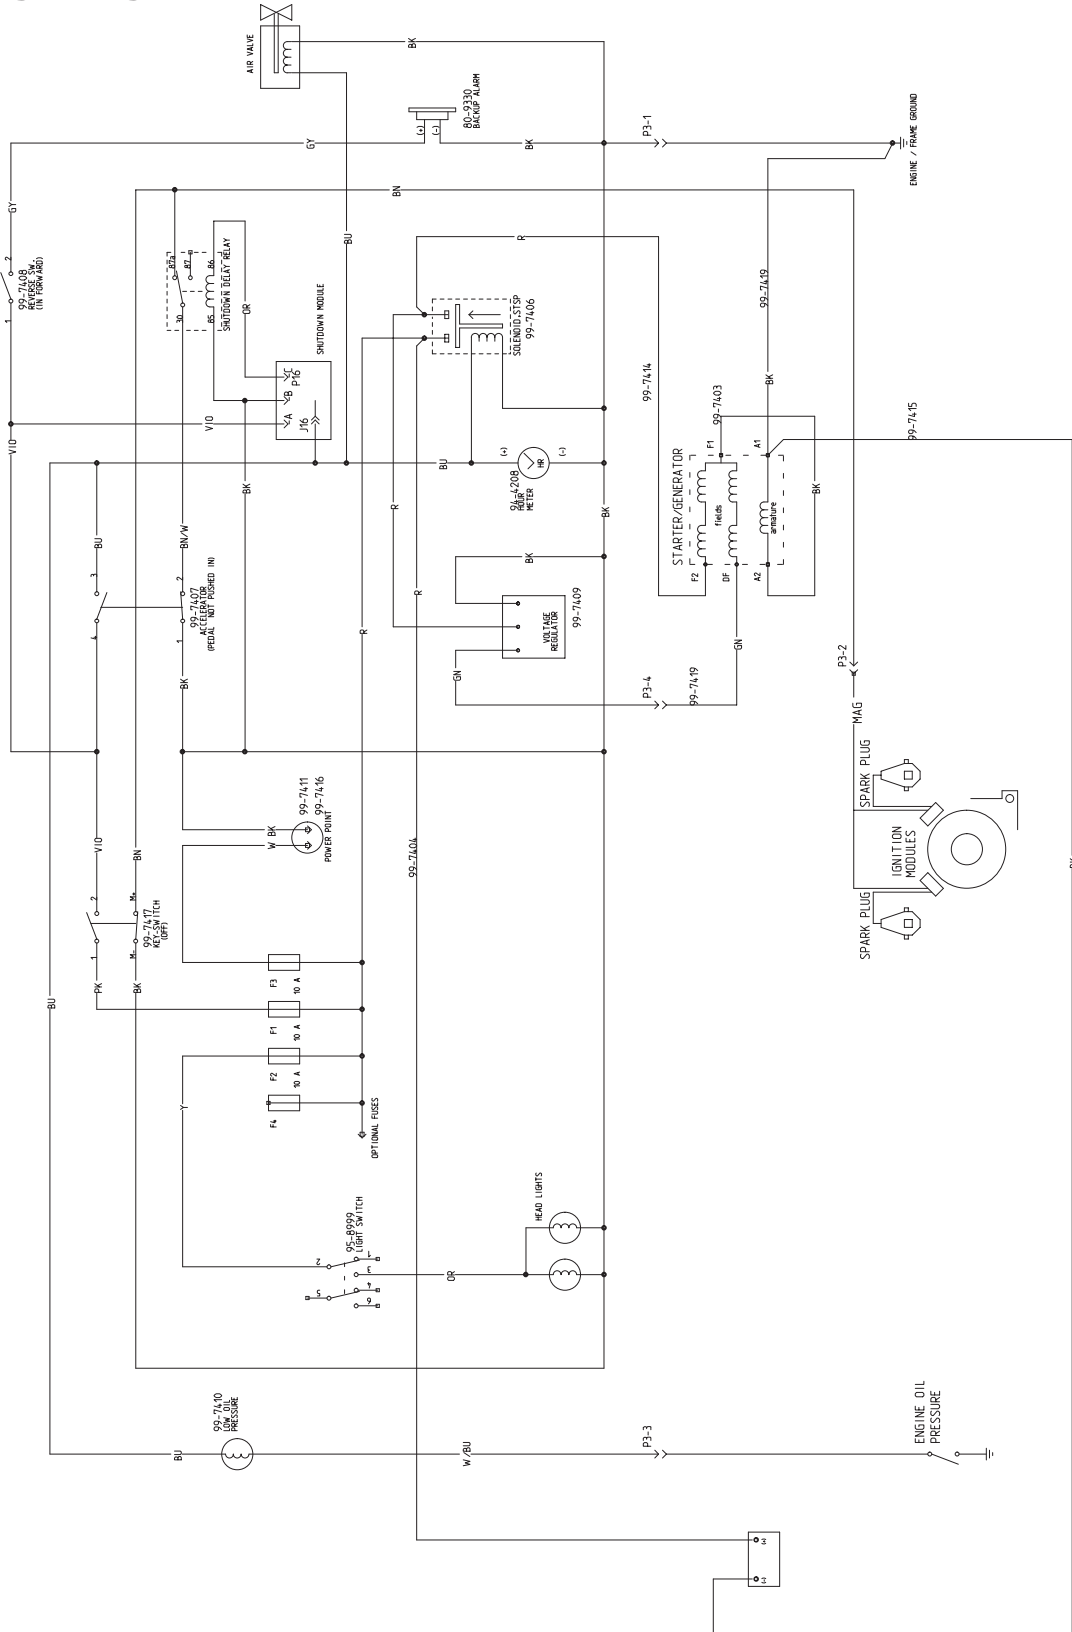 AIR VALVE
BK
80-9330
BACKUP ALARM
(+)
(-)
GY
BK
P3-1
ENGINE / FRAME GROUND
GY
BN
2
99-7408
REVERSE SW.
(IN FORWARD)
1
87a
87
86
30
85
SHUTDOWN DELAY RELAY
OR
BU
R
SOLENOID,STSP
99-7406
99-7419
SHUTDOWN MODULE
C
P16
B
A
J16
VIO
VIO
BK
BU
(+)
HR
(-)
94-4208
HOUR
METER
BK
R
99-7414
BK
99-7403
99-7415
STARTER/GENERATOR
F1
A1
fields
armature
F2
DF
A2
BK
BU
BN/W
3
4
2
99-7407
ACCELERATOR
(PEDAL NOT PUSHED IN)
1
BK
R
R
BK
VOLTAGE
REGULATOR
99-7409
GN
GN
P3-4
99-7419
P3-2
MAG
99-7411
99-7416
POWER POINT
BK
W
99-7404
SPARK PLUG
IGNITION
MODULES
SPARK PLUG
BK
VIO
BN
2
M+
99-7417
KEY-SWITCH
(OFF)
1
M-
PK
BK
BU
F3
10 A
F1
10 A
F2
10 A
F4
OPTIONAL FUSES
Y
95-8999
LIGHT SWITCH
2
1
3
5
4
6
OR
HEAD LIGHTS
99-7410
LOW OIL
PRESSURE
BU
W/BU
P3-3
ENGINE OIL
PRESSURE
(+)
(-)